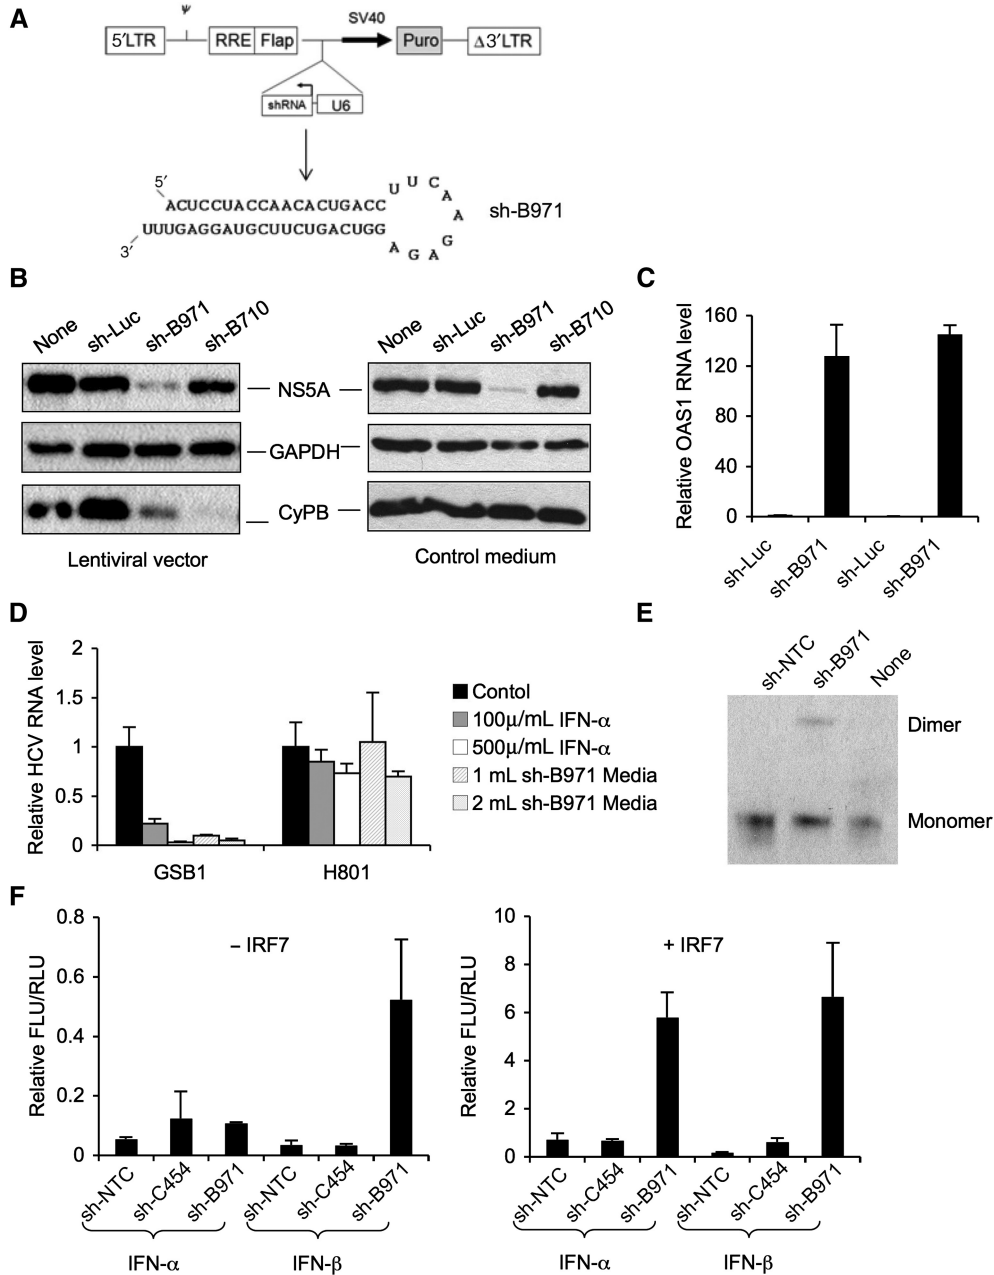 A
ψ
SV40
5′LTR RRE Flap Puro Δ3′LTR
shRNA U6
5′
ACUCCUACCAACACUGACC
UUCAAGAGA
UUUGAGGAUGCUUCUGACUGG
3′
sh-B971
B
None sh-Luc sh-B971 sh-B710
None sh-Luc sh-B971 sh-B710
NS5A
GAPDH
CyPB
Lentiviral vector
Control medium
C
Relative OAS1 RNA level
160
120
80
40
0
sh-Luc sh-B971 sh-Luc sh-B971
D
Relative HCV RNA level
2
1.5
1
0.5
0
GSB1 H801
Contol
100μ/mL IFN-α
500μ/mL IFN-α
1 mL sh-B971 Media
2 mL sh-B971 Media
E
sh-NTC sh-B971 None
Dimer
Monomer
F
Relative FLU/RLU
0.8
0.6
0.4
0.2
0
– IRF7
sh-NTC sh-C454 sh-B971 sh-NTC sh-C454 sh-B971
IFN-α IFN-β
Relative FLU/RLU
10
8
6
4
2
0
+ IRF7
sh-NTC sh-C454 sh-B971 sh-NTC sh-C454 sh-B971
IFN-α IFN-β